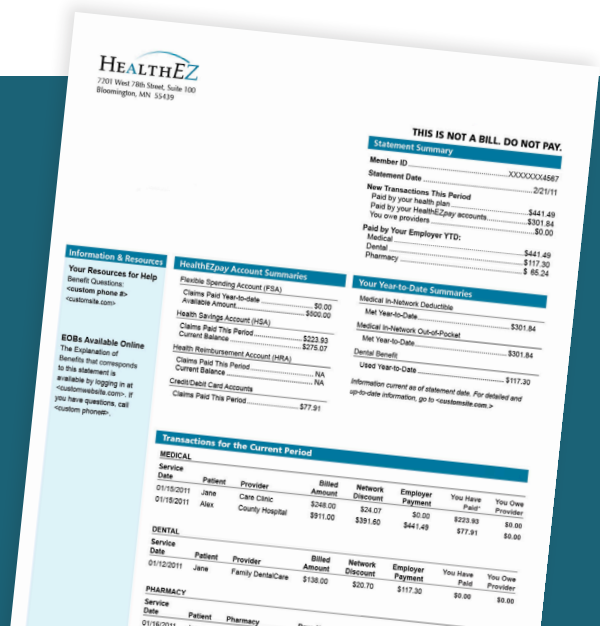 HEALTHEZ
7201 West 78th Street, Suite 100
Bloomington, MN 55439
THIS IS NOT A BILL. DO NOT PAY.
Statement Summary
Member ID XXXXXXX4567
Statement Date 2/21/11
New Transactions This Period
Paid by your health plan $441.49
Paid by your HealthEZpay accounts $301.84
You owe providers $0.00
Paid by Your Employer YTD:
Medical $441.49
Dental $117.30
Pharmacy $ 65.24
Information & Resources
Your Resources for Help
Benefit Questions:
<custom phone #>
<customsite.com>
EOBs Available Online
The Explanation of
Benefits that corresponds
to this statement is
available by logging in at
<customwebsite.com>. If
you have questions, call
<custom phone#>.
HealthEZpay Account Summaries
Flexible Spending Account (FSA)
Claims Paid Year-to-date $0.00
Available Amount $500.00
Health Savings Account (HSA)
Claims Paid This Period $223.93
Current Balance $275.07
Health Reimbursement Account (HRA)
Claims Paid This Period NA
Current Balance NA
Credit/Debit Card Accounts
Claims Paid This Period $77.91
Your Year-to-Date Summaries
Medical In-Network Deductible
Met Year-to-Date $301.84
Medical In-Network Out-of-Pocket
Met Year-to-Date $301.84
Dental Benefit
Used Year-to-Date $117.30
Information current as of statement date. For detailed and
up-to-date information, go to <customsite.com.>
Transactions for the Current Period
MEDICAL
Service Date Patient Provider Billed Amount Network Discount Employer Payment You Have Paid* You Owe Provider
01/15/2011 Jane Care Clinic $248.00 $24.07 $0.00 $223.93 $0.00
01/15/2011 Alex County Hospital $911.00 $391.60 $441.49 $77.91 $0.00
DENTAL
Service Date Patient Provider Billed Amount Network Discount Employer Payment You Have Paid You Owe Provider
01/12/2011 Jane Family DentalCare $138.00 $20.70 $117.30 $0.00 $0.00
PHARMACY
Service Date Patient Pharmacy
01/16/2011